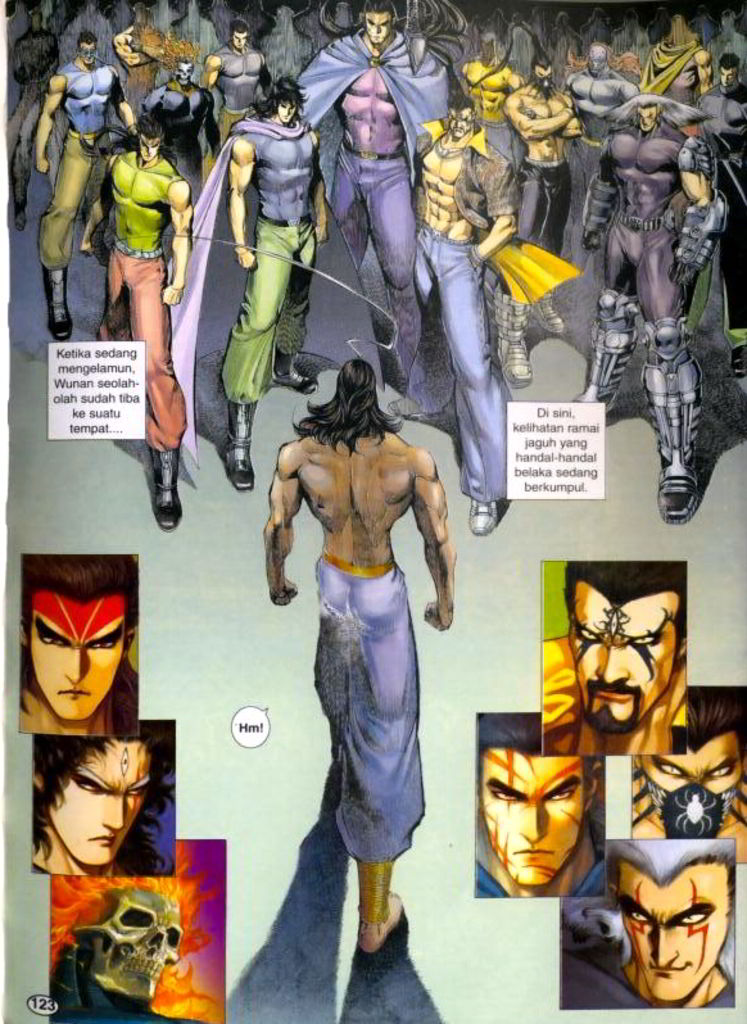 Ketika sedang
mengelamun,
Wunan seolah-
olah sudah tiba
ke suatu
tempat....
Di sini,
kelihatan ramai
jaguh yang
handal-handal
belaka sedang
berkumpul.
Hm!
123